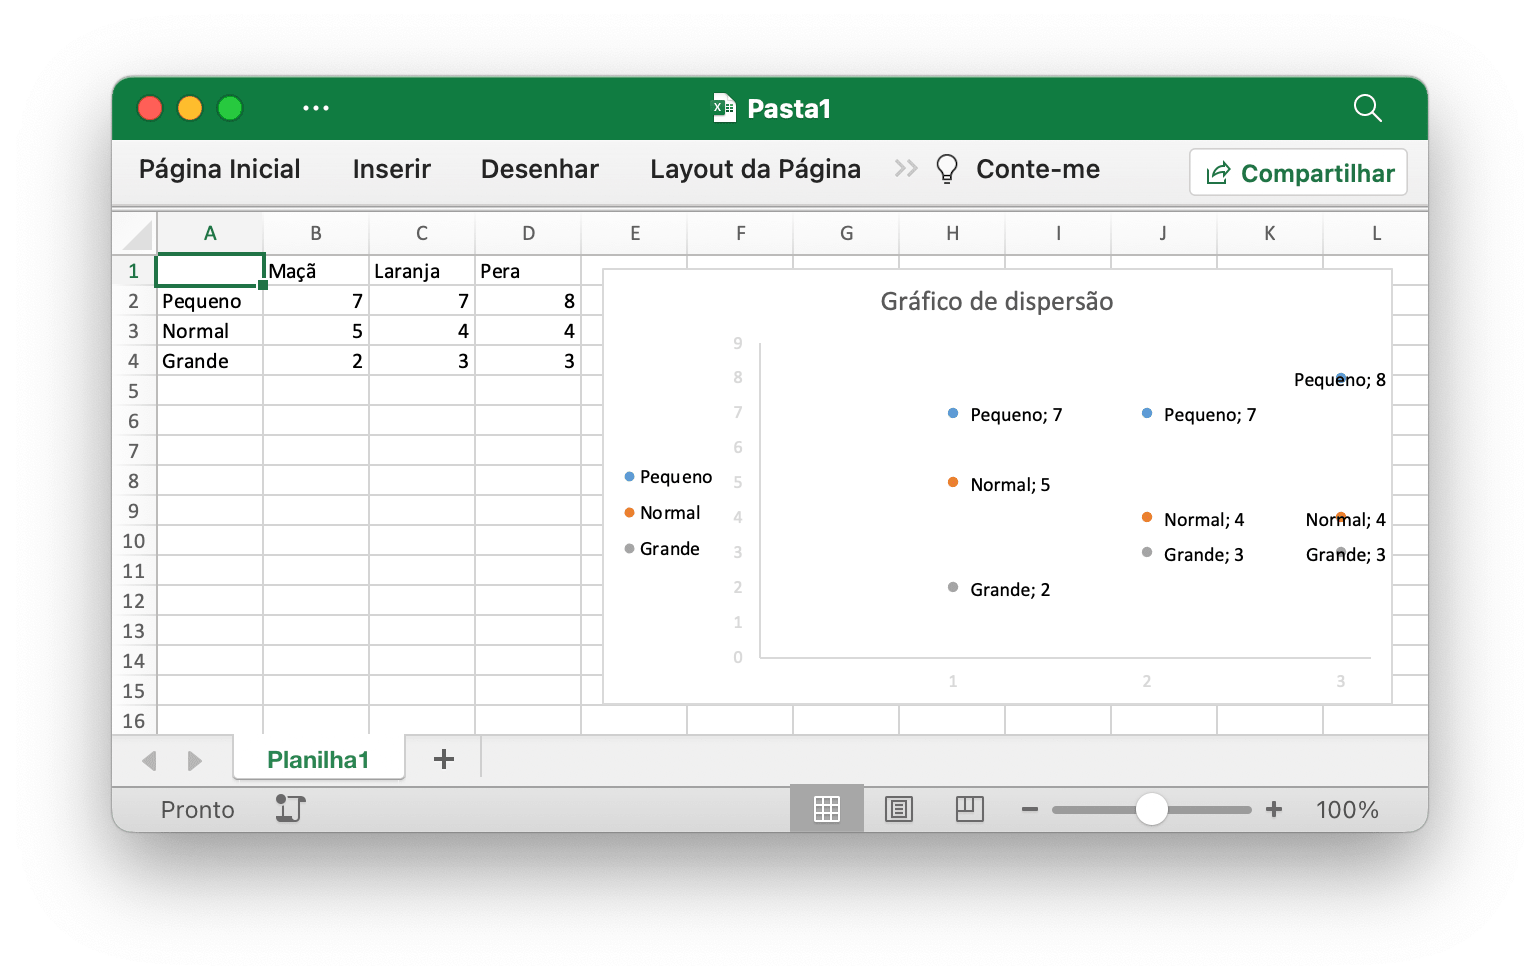 Pasta1
Página Inicial Inserir Desenhar Layout da Página Conte-me Compartilhar
A B C D E F G H I J K L
1 Maçã Laranja Pera
2 Pequeno 7 7 8
3 Normal 5 4 4
4 Grande 2 3 3
5
6
7
8
9
10
11
12
13
14
15
16
Gráfico de dispersão
9
8
7
6
5
4
3
2
1
0
1 2 3
Pequeno
Normal
Grande
Pequeno; 8
Pequeno; 7 Pequeno; 7
Normal; 5
Normal; 4 Normal; 4
Grande; 3 Grande; 3
Grande; 2
Planilha1
Pronto 100%